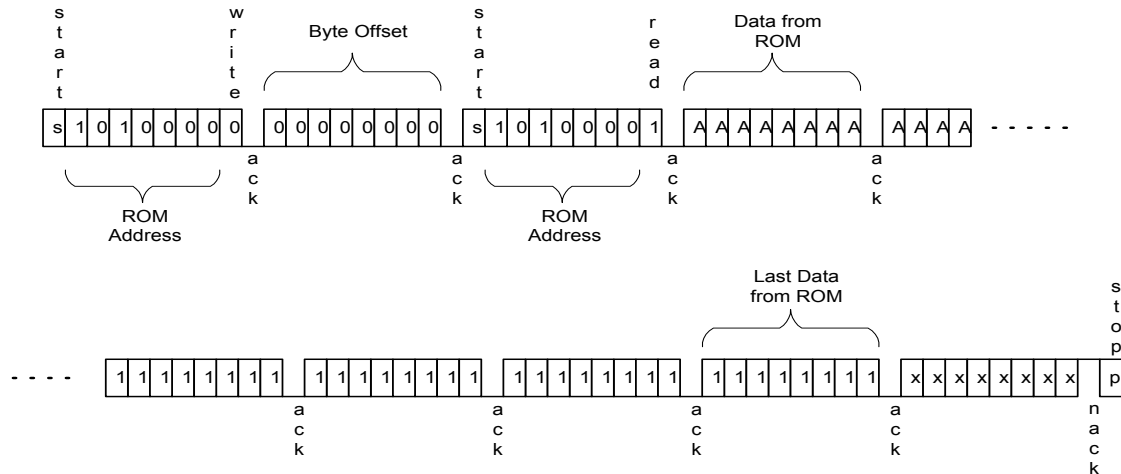 start
write
Byte Offset
start
read
Data from
ROM
s 1 0 1 0 0 0 0 0
0 0 0 0 0 0 0 0
s 1 0 1 0 0 0 0 1
A A A A A A A A
A A A A
ack
ack
ack
ack
ROM
Address
ROM
Address
Last Data
from ROM
stop
1 1 1 1 1 1 1 1
1 1 1 1 1 1 1 1
1 1 1 1 1 1 1 1
1 1 1 1 1 1 1 1
x x x x x x x x
p
ack
ack
ack
ack
nack